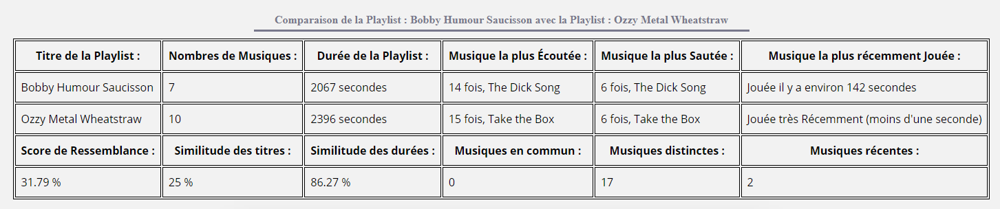 Comparaison de la Playlist : Bobby Humour Saucisson avec la Playlist : Ozzy Metal Wheatstraw
Titre de la Playlist : Nombres de Musiques : Durée de la Playlist : Musique la plus Écoutée : Musique la plus Sautée : Musique la plus récemment Jouée :
Bobby Humour Saucisson 7 2067 secondes 14 fois, The Dick Song 6 fois, The Dick Song Jouée il y a environ 142 secondes
Ozzy Metal Wheatstraw 10 2396 secondes 15 fois, Take the Box 6 fois, Take the Box Jouée très Récemment (moins d'une seconde)
Score de Ressemblance : Similitude des titres : Similitude des durées : Musiques en commun : Musiques distinctes : Musiques récentes :
31.79 % 25 % 86.27 % 0 17 2